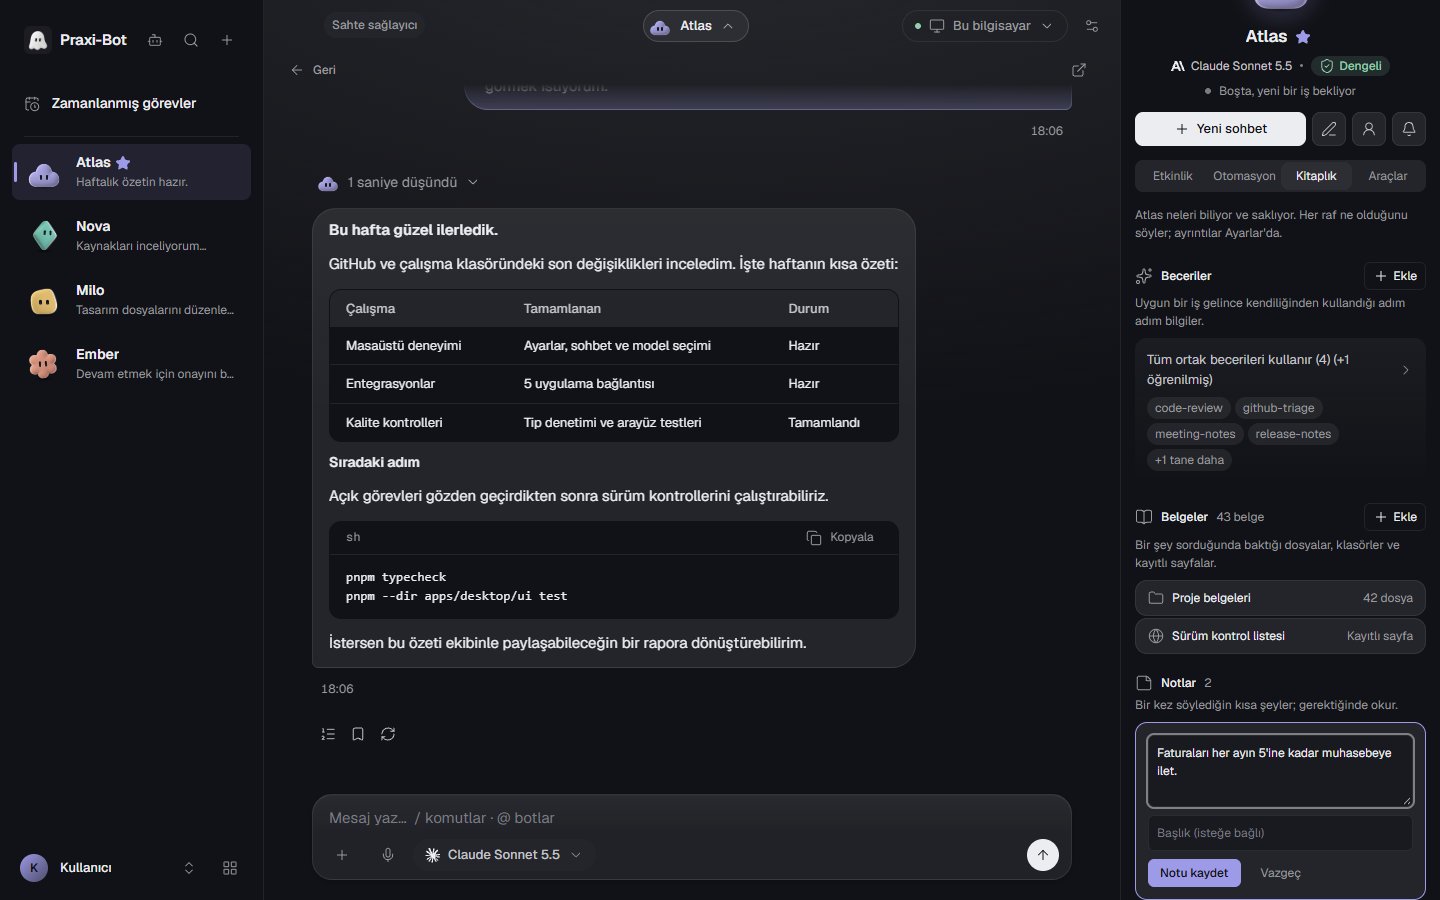 Praxi-Bot
Zamanlanmış görevler
Atlas
Haftalık özetin hazır.
Nova
Kaynakları inceliyorum...
Milo
Tasarım dosyalarını düzenle...
Ember
Devam etmek için onayını b...
K
Kullanıcı
Sahte sağlayıcı
Atlas
Bu bilgisayar
Geri
görmek istiyorum.
18:06
1 saniye düşündü
Bu hafta güzel ilerledik.
GitHub ve çalışma klasöründeki son değişiklikleri inceledim. İşte haftanın kısa özeti:
Çalışma Tamamlanan Durum
Masaüstü deneyimi Ayarlar, sohbet ve model seçimi Hazır
Entegrasyonlar 5 uygulama bağlantısı Hazır
Kalite kontrolleri Tip denetimi ve arayüz testleri Tamamlandı
Sıradaki adım
Açık görevleri gözden geçirdikten sonra sürüm kontrollerini çalıştırabiliriz.
sh Kopyala
pnpm typecheck
pnpm --dir apps/desktop/ui test
İstersen bu özeti ekibinle paylaşabileceğin bir rapora dönüştürebilirim.
18:06
Mesaj yaz... / komutlar · @ botlar
Claude Sonnet 5.5
Atlas
Claude Sonnet 5.5 • Dengeli
Boşta, yeni bir iş bekliyor
Yeni sohbet
Etkinlik Otomasyon Kitaplık Araçlar
Atlas neleri biliyor ve saklıyor. Her raf ne olduğunu
söyler; ayrıntılar Ayarlar'da.
Beceriler Ekle
Uygun bir iş gelince kendiliğinden kullandığı adım
adım bilgiler.
Tüm ortak becerileri kullanır (4) (+1
öğrenilmiş)
code-review github-triage
meeting-notes release-notes
+1 tane daha
Belgeler 43 belge Ekle
Bir şey sorduğunda baktığı dosyalar, klasörler ve
kayıtlı sayfalar.
Proje belgeleri 42 dosya
Sürüm kontrol listesi Kayıtlı sayfa
Notlar 2
Bir kez söylediğin kısa şeyler; gerektiğinde okur.
Faturaları her ayın 5'ine kadar muhasebeye
ilet.
Başlık (isteğe bağlı)
Notu kaydet Vazgeç